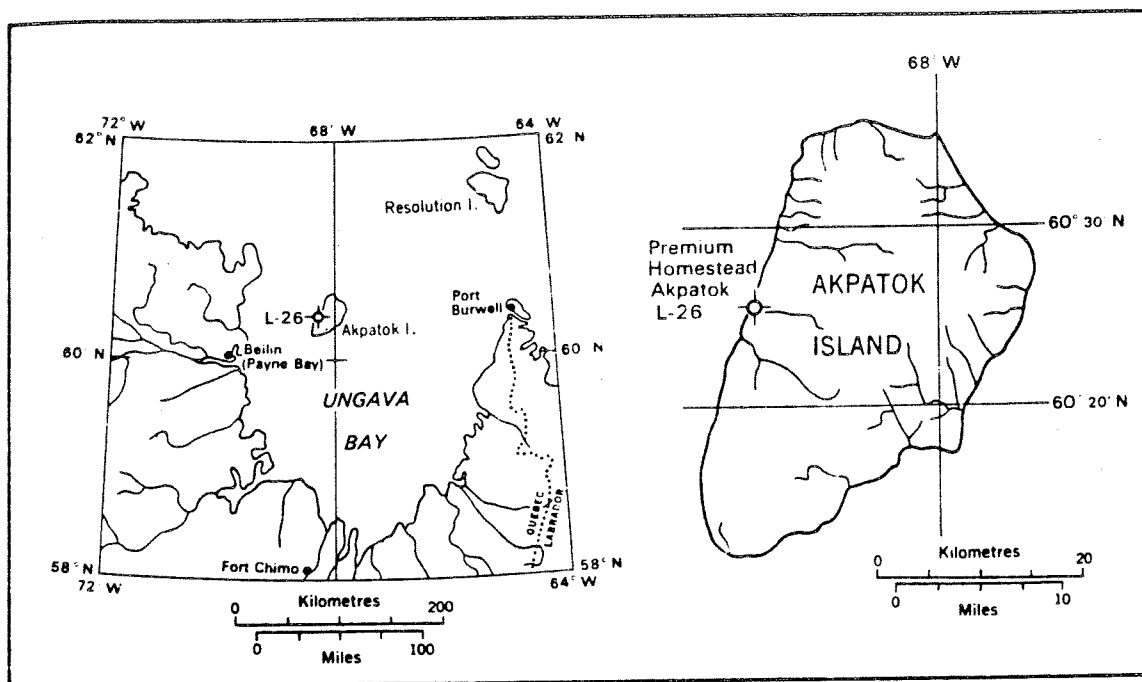 72° W
62° N
68° W
64 W
62 N
Resolution I.
L-26
Akpatok I.
Port
Burwell
60 N
Beilin
(Payne Bay)
60 N
UNGAVA
BAY
QUEBEC
LABRADOR
Fort Chimo
58° N
72 W
58° N
64° W
0 Kilometres 200
0 Miles 100
68° W
60° 30' N
Premium
Homestead
Akpatok
L-26
AKPATOK
ISLAND
60° 20' N
Kilometres
0 20
0 10
Miles